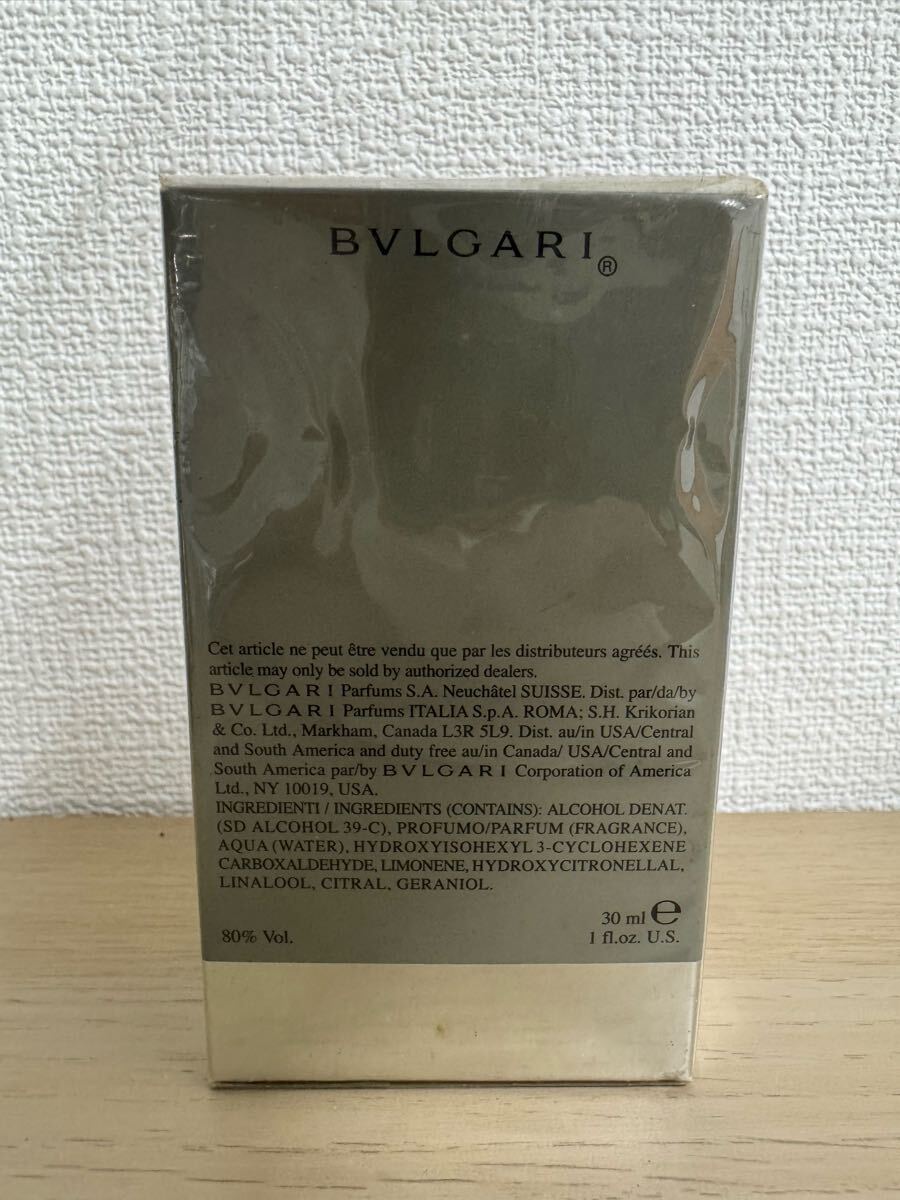 BVLGARI®
Cet article ne peut être vendu que par les distributeurs agréés. This
article may only be sold by authorized dealers.
BVLGARI Parfums S.A. Neuchâtel SUISSE. Dist. par/da/by
BVLGARI Parfums ITALIA S.p.A. ROMA; S.H. Krikorian
& Co. Ltd., Markham, Canada L3R 5L9. Dist. au/in USA/Central
and South America and duty free au/in Canada/ USA/Central and
South America par/by BVLGARI Corporation of America
Ltd., NY 10019, USA.
INGREDIENTI / INGREDIENTS (CONTAINS): ALCOHOL DENAT.
(SD ALCOHOL 39-C), PROFUMO/PARFUM (FRAGRANCE),
AQUA (WATER), HYDROXYISOHEXYL 3-CYCLOHEXENE
CARBOXALDEHYDE, LIMONENE, HYDROXYCITRONELLAL,
LINALOOL, CITRAL, GERANIOL.
30 ml ℮
80% Vol.
1 fl.oz. U.S.